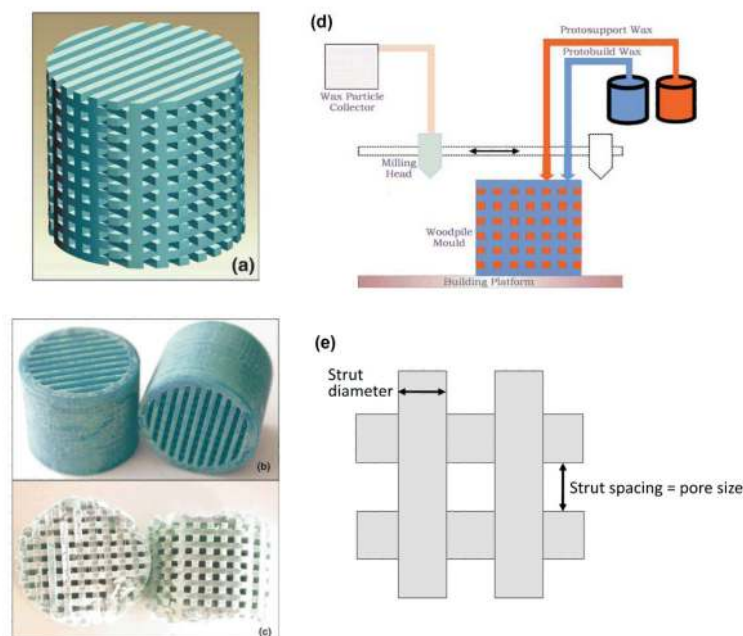 (a)
(b)
(c)
(d)
Protosupport Wax
Protobuild Wax
Wax Particle
Collector
Milling
Head
Woodpile
Mould
Building Platform
(e)
Strut
diameter
Strut spacing = pore size